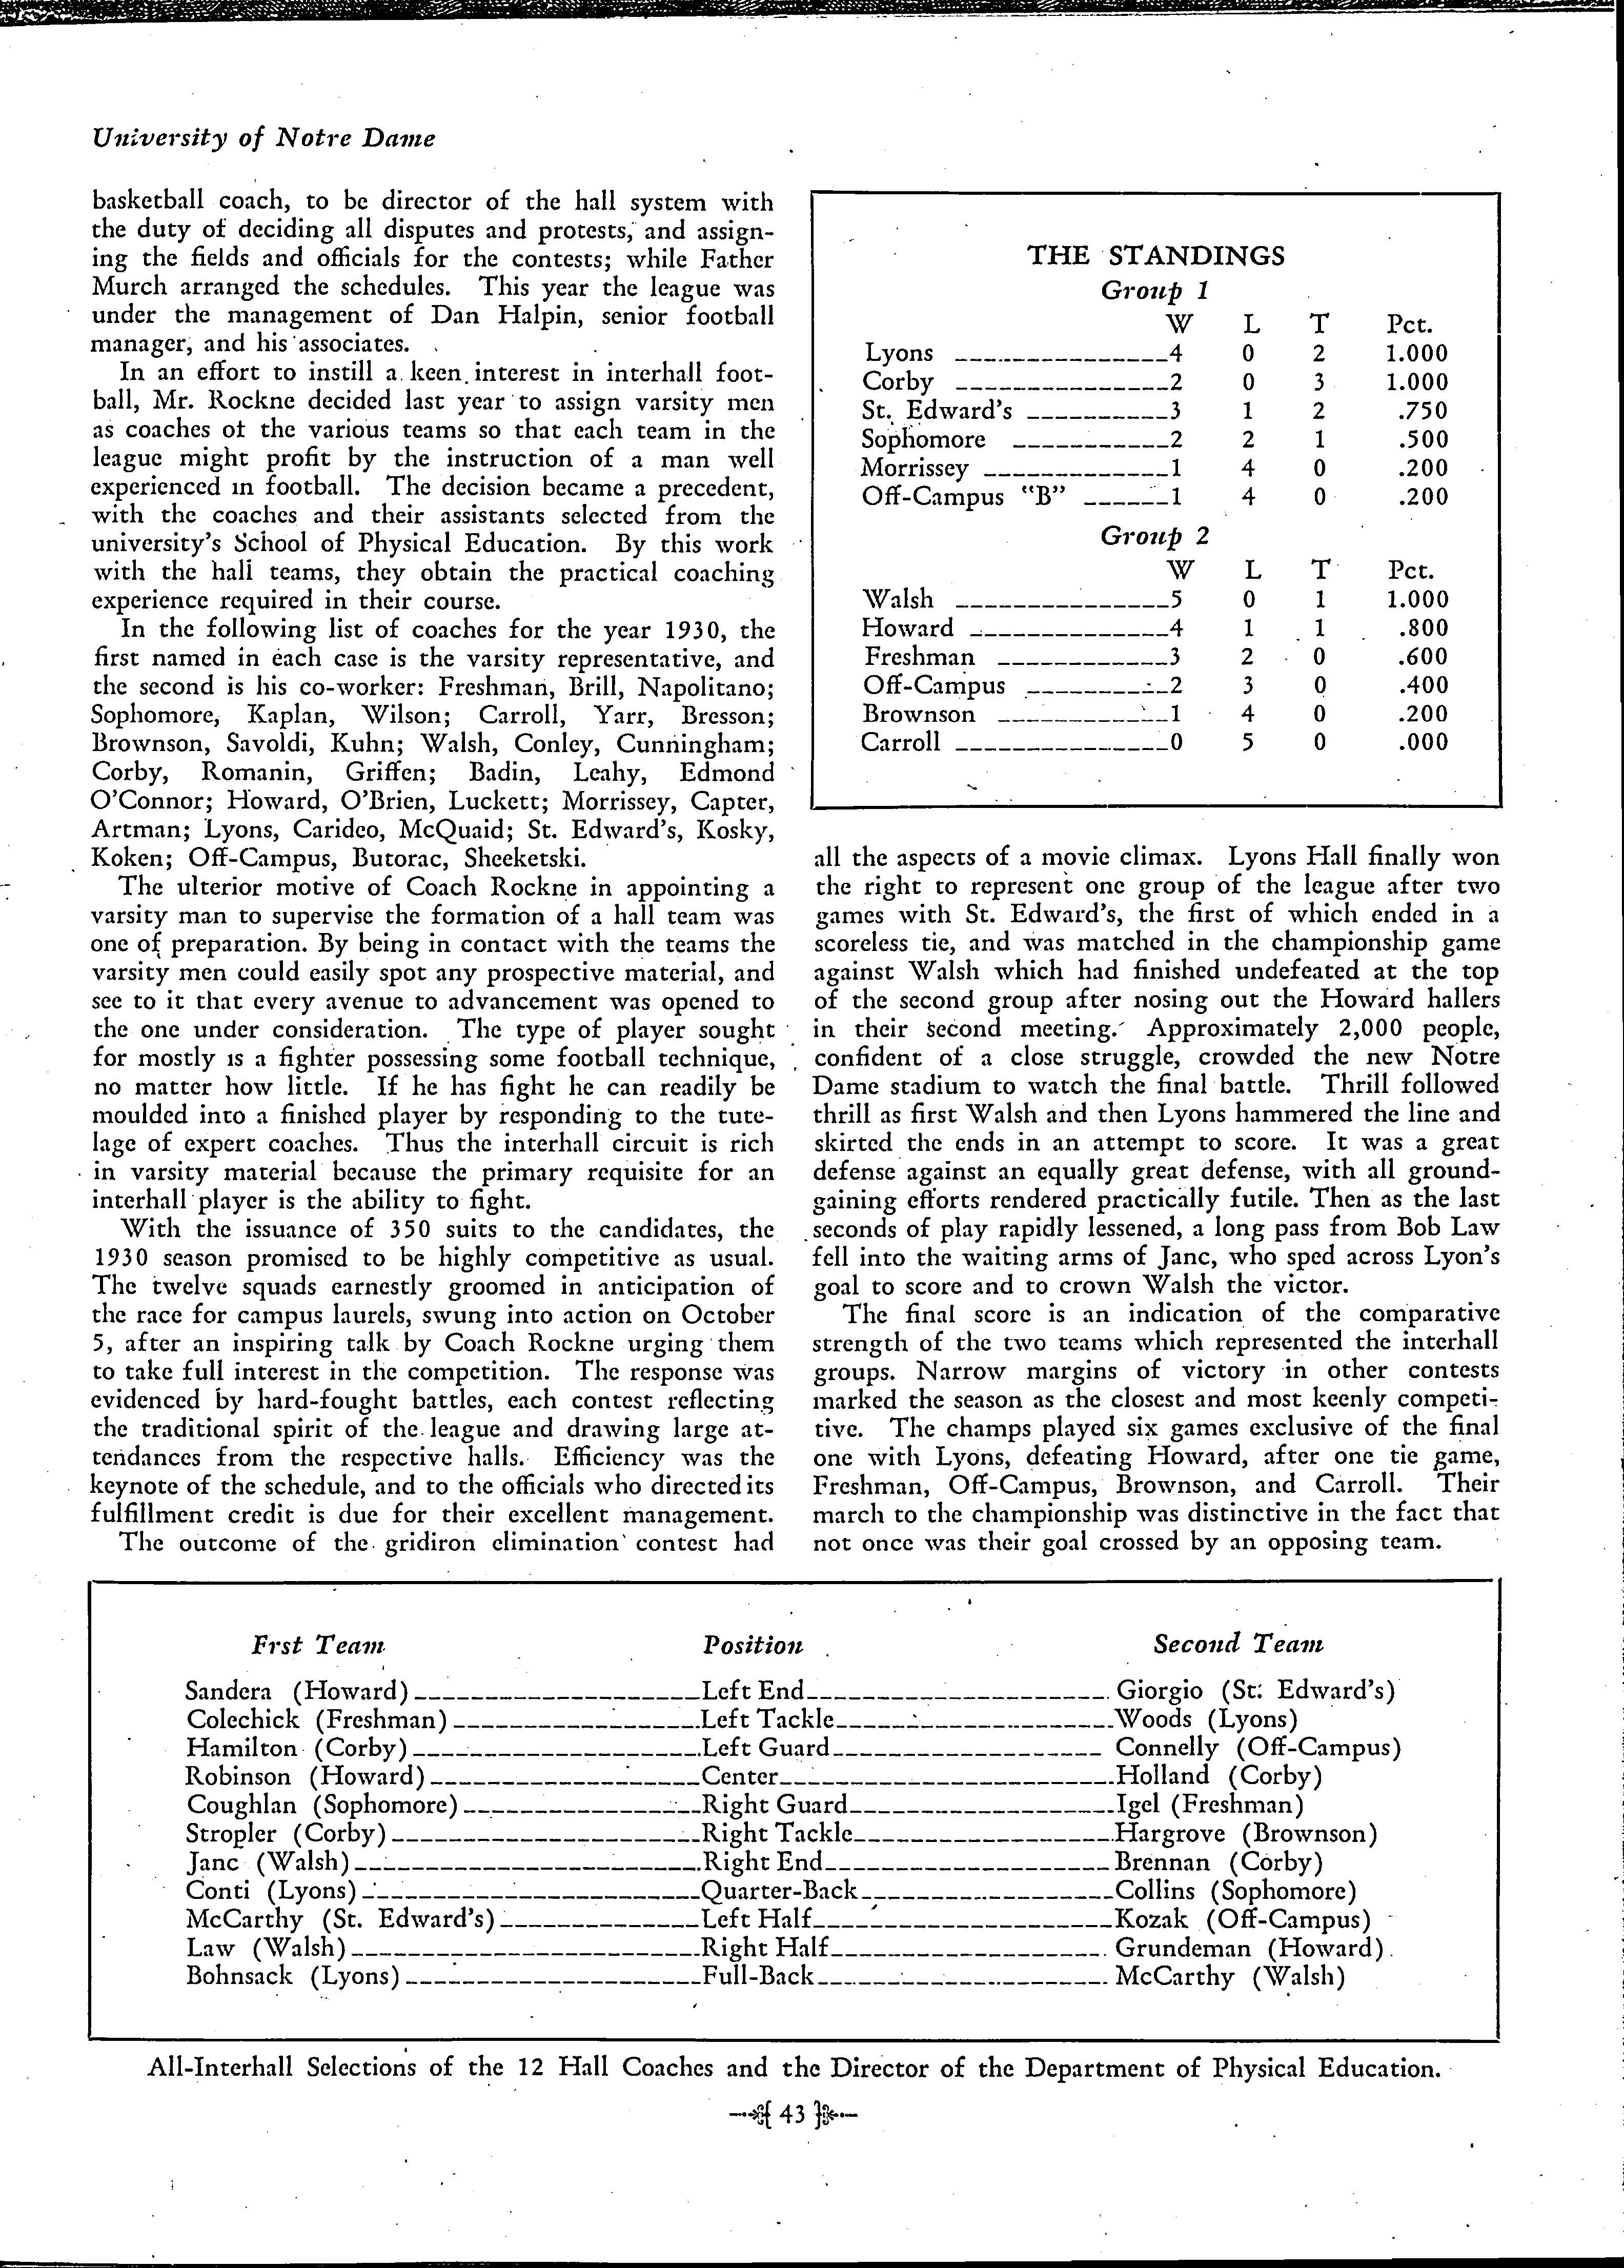 University of Notre Dame
basketball coach, to be director of the hall system with
the duty of deciding all disputes and protests, and assign-
ing the fields and officials for the contests; while Father
Murch arranged the schedules. This year the league was
under the management of Dan Halpin, senior football
manager, and his associates.
In an effort to instill a keen interest in interhall foot-
ball, Mr. Rockne decided last year to assign varsity men
as coaches of the various teams so that each team in the
league might profit by the instruction of a man well
experienced in football. The decision became a precedent,
with the coaches and their assistants selected from the
university's School of Physical Education. By this work
with the hall teams, they obtain the practical coaching
experience required in their course.
In the following list of coaches for the year 1930, the
first named in each case is the varsity representative, and
the second is his co-worker: Freshman, Brill, Napolitano;
Sophomore, Kaplan, Wilson; Carroll, Yarr, Bresson;
Brownson, Savoldi, Kuhn; Walsh, Conley, Cunningham;
Corby, Romanin, Griffen; Badin, Leahy, Edmond
O'Connor; Howard, O'Brien, Luckett; Morrissey, Capter,
Artman; Lyons, Carideo, McQuaid; St. Edward's, Kosky,
Koken; Off-Campus, Butorac, Sheeketski.
The ulterior motive of Coach Rockne in appointing a
varsity man to supervise the formation of a hall team was
one of preparation. By being in contact with the teams the
varsity men could easily spot any prospective material, and
see to it that every avenue to advancement was opened to
the one under consideration. The type of player sought
for mostly is a fighter possessing some football technique,
no matter how little. If he has fight he can readily be
moulded into a finished player by responding to the tute-
lage of expert coaches. Thus the interhall circuit is rich
in varsity material because the primary requisite for an
interhall player is the ability to fight.
With the issuance of 350 suits to the candidates, the
1930 season promised to be highly competitive as usual.
The twelve squads earnestly groomed in anticipation of
the race for campus laurels, swung into action on October
5, after an inspiring talk by Coach Rockne urging them
to take full interest in the competition. The response was
evidenced by hard-fought battles, each contest reflecting
the traditional spirit of the league and drawing large at-
tendances from the respective halls. Efficiency was the
keynote of the schedule, and to the officials who directed its
fulfillment credit is due for their excellent management.
The outcome of the gridiron elimination contest had
THE STANDINGS
Group 1
W L T Pct.
Lyons 4 0 2 1.000
Corby 2 0 3 1.000
St. Edward's 3 1 2 .750
Sophomore 2 2 1 .500
Morrissey 1 4 0 .200
Off-Campus "B" 1 4 0 .200
Group 2
W L T Pct.
Walsh 5 0 1 1.000
Howard 4 1 1 .800
Freshman 3 2 0 .600
Off-Campus 2 3 0 .400
Brownson 1 4 0 .200
Carroll 0 5 0 .000
all the aspects of a movie climax. Lyons Hall finally won
the right to represent one group of the league after two
games with St. Edward's, the first of which ended in a
scoreless tie, and was matched in the championship game
against Walsh which had finished undefeated at the top
of the second group after nosing out the Howard hallers
in their second meeting. Approximately 2,000 people,
confident of a close struggle, crowded the new Notre
Dame stadium to watch the final battle. Thrill followed
thrill as first Walsh and then Lyons hammered the line and
skirted the ends in an attempt to score. It was a great
defense against an equally great defense, with all ground-
gaining efforts rendered practically futile. Then as the last
seconds of play rapidly lessened, a long pass from Bob Law
fell into the waiting arms of Janc, who sped across Lyon's
goal to score and to crown Walsh the victor.
The final score is an indication of the comparative
strength of the two teams which represented the interhall
groups. Narrow margins of victory in other contests
marked the season as the closest and most keenly competi-
tive. The champs played six games exclusive of the final
one with Lyons, defeating Howard, after one tie game,
Freshman, Off-Campus, Brownson, and Carroll. Their
march to the championship was distinctive in the fact that
not once was their goal crossed by an opposing team.
Frst Team Position Second Team
Sandera (Howard) Left End Giorgio (St. Edward's)
Colechick (Freshman) Left Tackle Woods (Lyons)
Hamilton (Corby) Left Guard Connelly (Off-Campus)
Robinson (Howard) Center Holland (Corby)
Coughlan (Sophomore) Right Guard Igel (Freshman)
Stropler (Corby) Right Tackle Hargrove (Brownson)
Janc (Walsh) Right End Brennan (Corby)
Conti (Lyons) Quarter-Back Collins (Sophomore)
McCarthy (St. Edward's) Left Half Kozak (Off-Campus)
Law (Walsh) Right Half Grundeman (Howard)
Bohnsack (Lyons) Full-Back McCarthy (Walsh)
All-Interhall Selections of the 12 Hall Coaches and the Director of the Department of Physical Education.
43